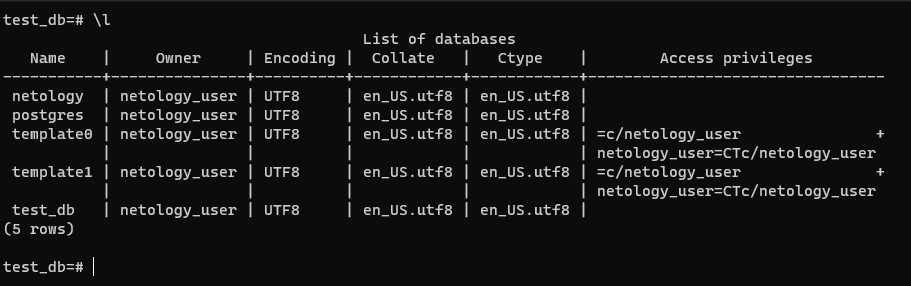 test_db=# \l
                                      List of databases
   Name    |     Owner     | Encoding |  Collate   |   Ctype    |        Access privileges
-----------+---------------+----------+------------+------------+---------------------------------
 netology  | netology_user | UTF8     | en_US.utf8 | en_US.utf8 |
 postgres  | netology_user | UTF8     | en_US.utf8 | en_US.utf8 |
 template0 | netology_user | UTF8     | en_US.utf8 | en_US.utf8 | =c/netology_user               +
           |               |          |            |            | netology_user=CTc/netology_user
 template1 | netology_user | UTF8     | en_US.utf8 | en_US.utf8 | =c/netology_user               +
           |               |          |            |            | netology_user=CTc/netology_user
 test_db   | netology_user | UTF8     | en_US.utf8 | en_US.utf8 |
(5 rows)

test_db=#